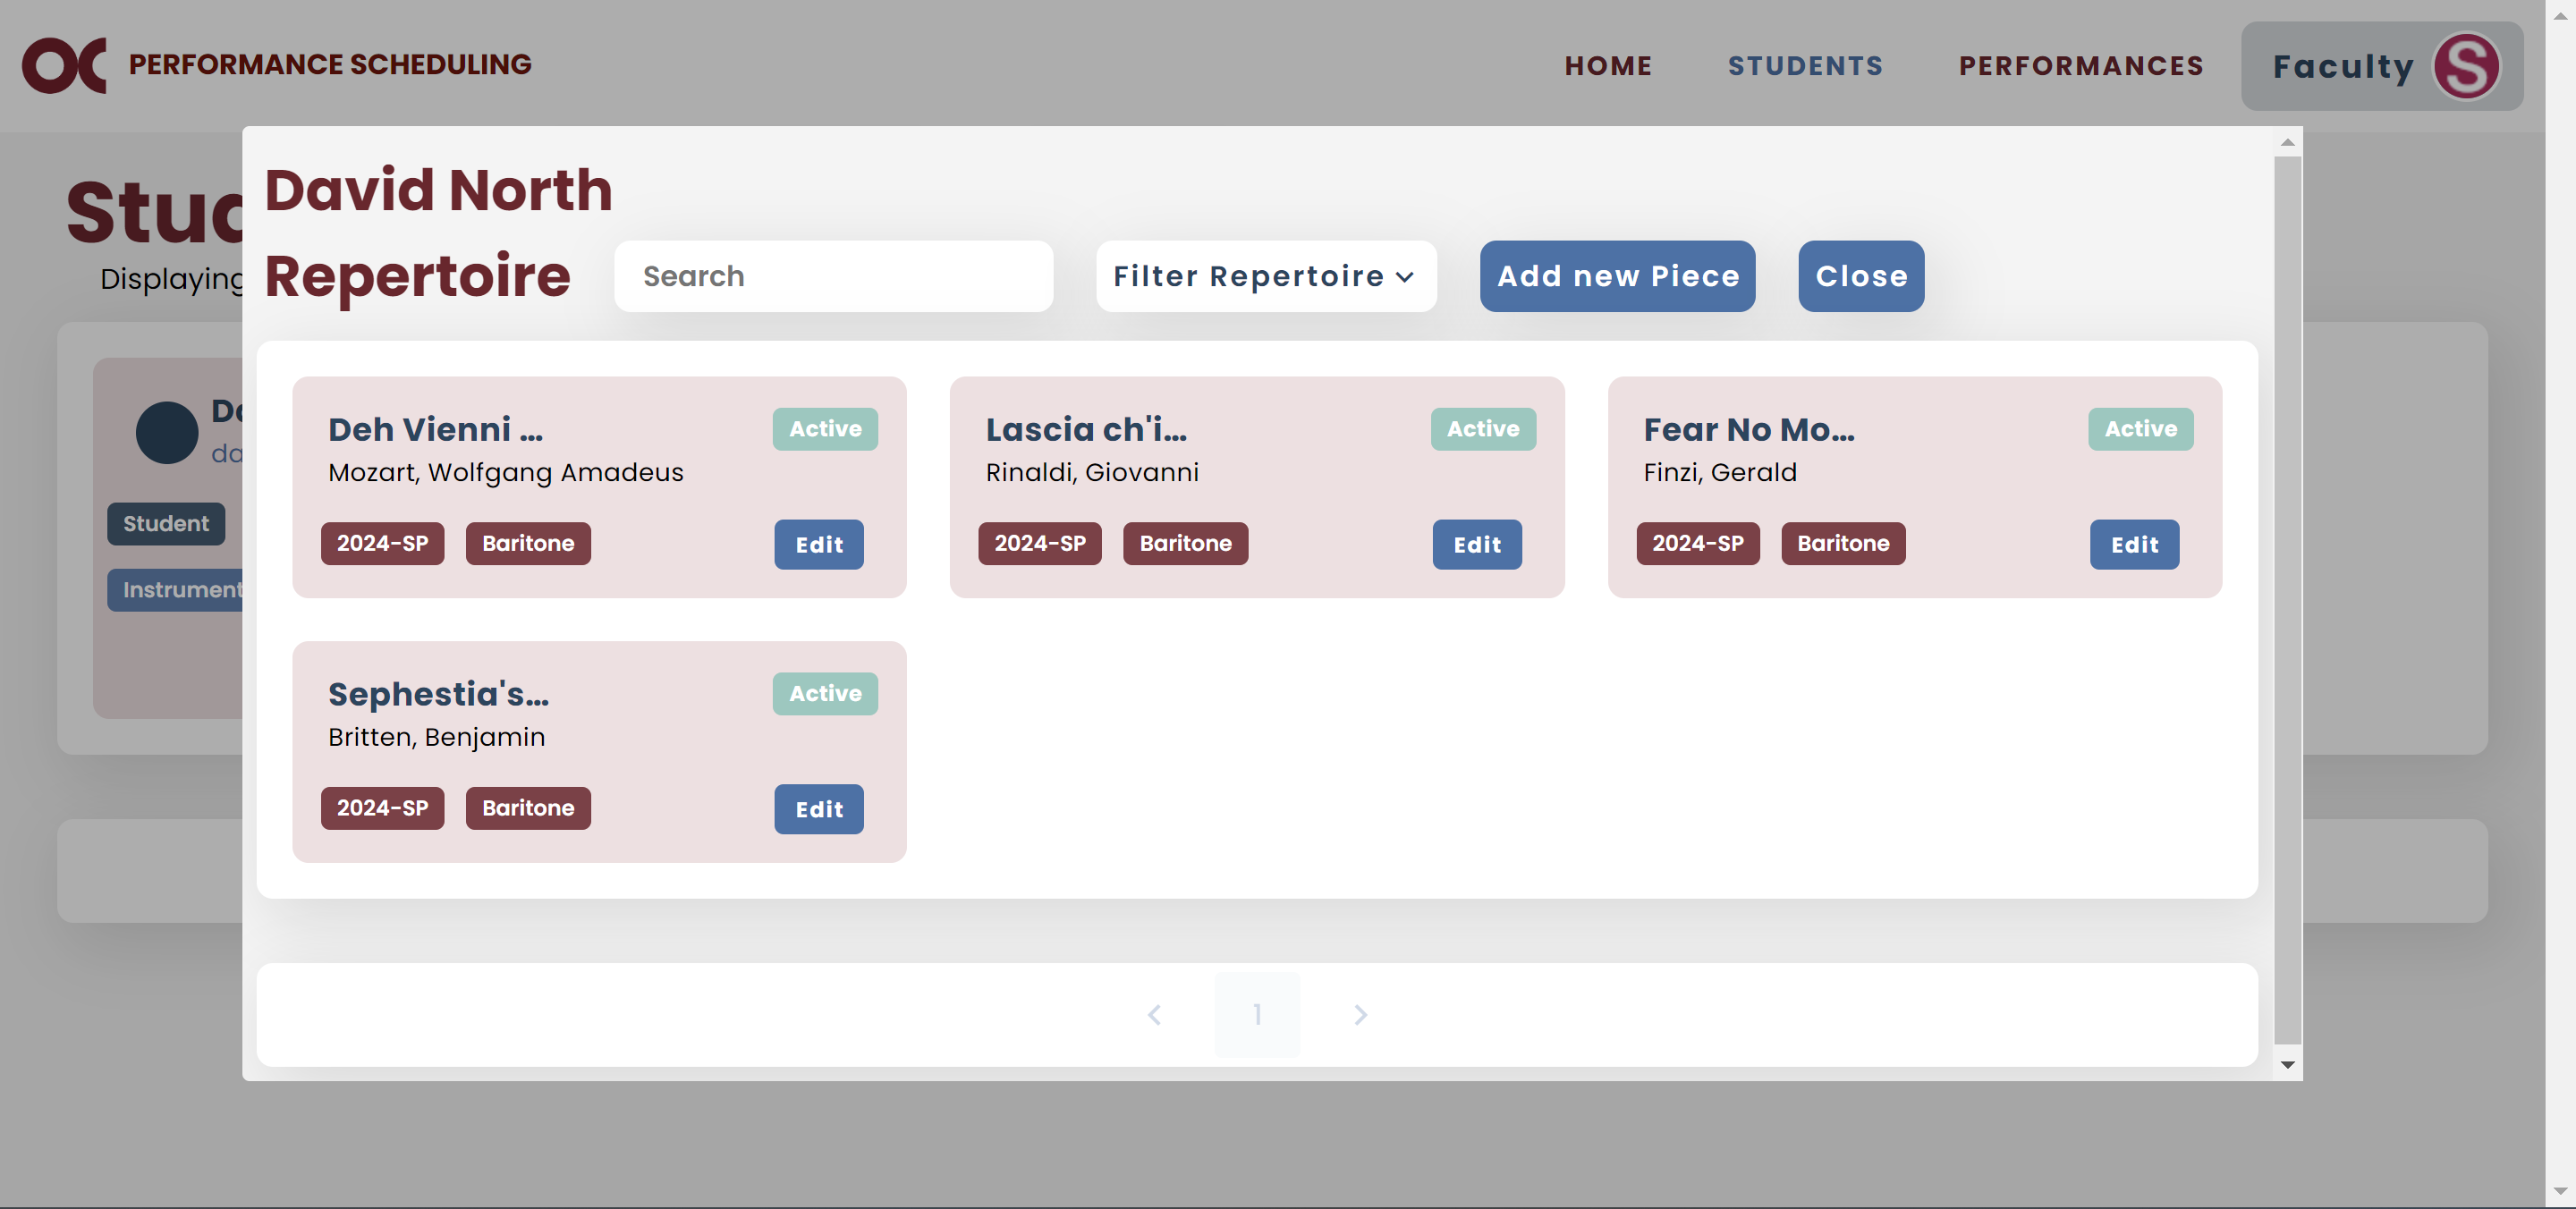 OC PERFORMANCE SCHEDULING
HOME
STUDENTS
PERFORMANCES
Faculty
S
Stud
Displaying
David North
Repertoire
Search
Filter Repertoire
Add new Piece
Close
Da
da
Student
Instrument
Deh Vienni ...
Active
Mozart, Wolfgang Amadeus
2024-SP
Baritone
Edit
Lascia ch'i...
Active
Rinaldi, Giovanni
2024-SP
Baritone
Edit
Fear No Mo...
Active
Finzi, Gerald
2024-SP
Baritone
Edit
Sephestia's...
Active
Britten, Benjamin
2024-SP
Baritone
Edit
1